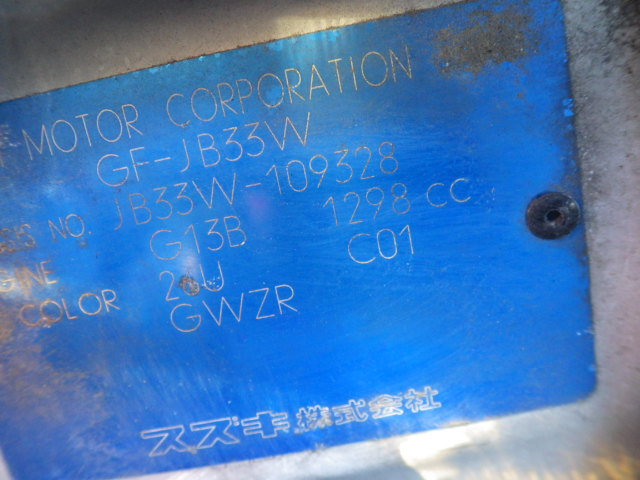 MOTOR CORPORATION
GF-JB33W
NO. JB33W-109328
G13B 1298 CC
COLOR C01
GWZR
スズキ株式会社